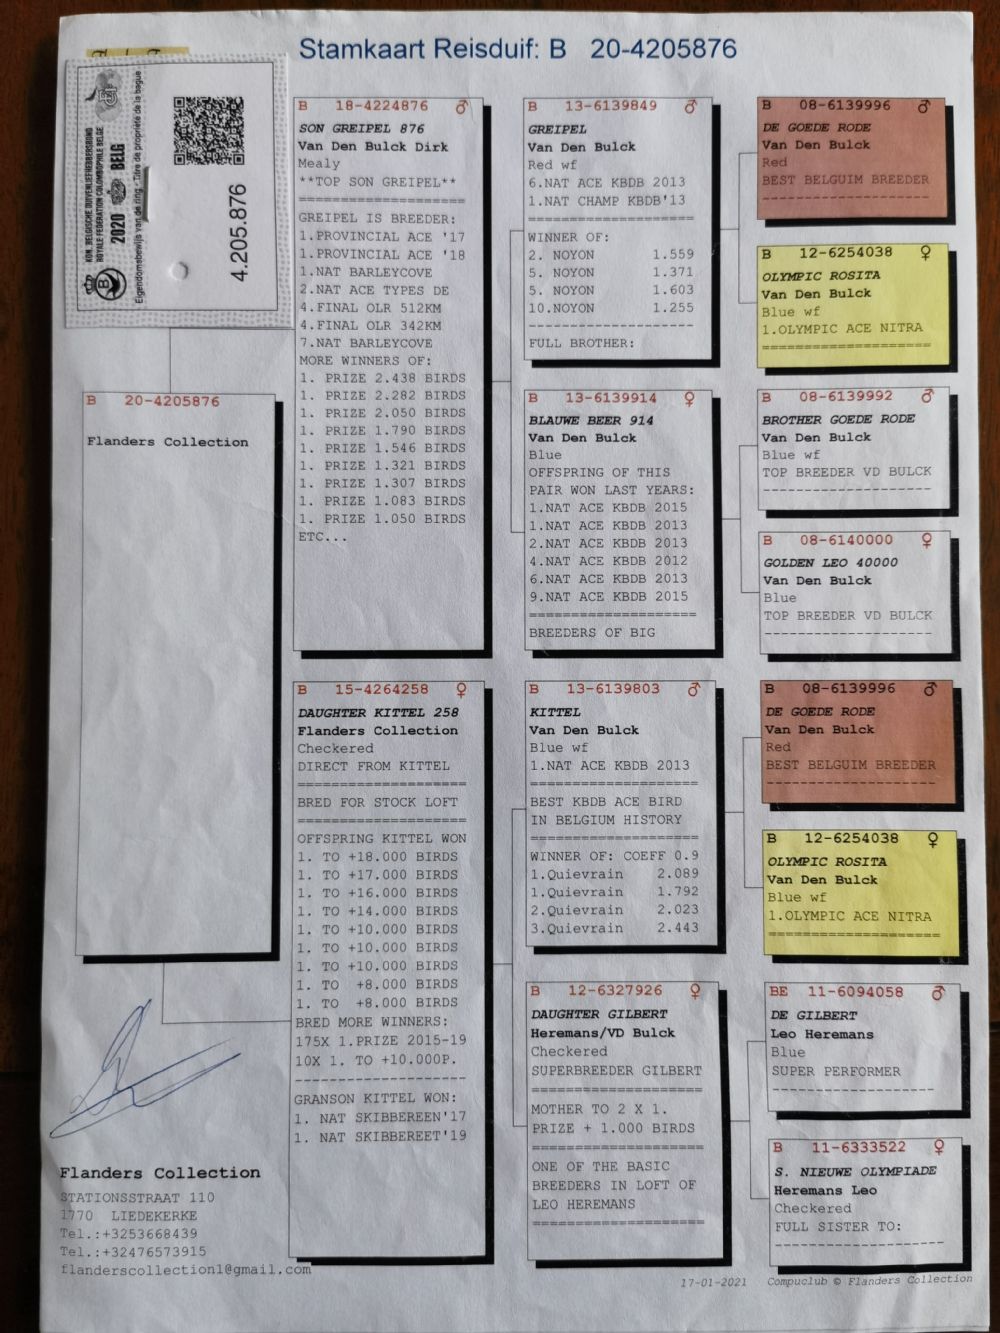 Stamkaart Reisduif: B 20-4205876
KON. BELGISCHE DUIVENLIEFHEBBERSBOND
ROYALE FEDERATION COLOMBOPHILE BELGE
2020 BELG
Eigendomsbewijs van de ring - Titre de propriété de la bague
4.205.876
B 20-4205876
Flanders Collection
B 18-4224876 ♂
SON GREIPEL 876
Van Den Bulck Dirk
Mealy
**TOP SON GREIPEL**
====================
GREIPEL IS BREEDER:
1.PROVINCIAL ACE '17
1.PROVINCIAL ACE '18
1.NAT BARLEYCOVE
2.NAT ACE TYPES DE
4.FINAL OLR 512KM
4.FINAL OLR 342KM
7.NAT BARLEYCOVE
MORE WINNERS OF:
1. PRIZE 2.438 BIRDS
1. PRIZE 2.282 BIRDS
1. PRIZE 2.050 BIRDS
1. PRIZE 1.790 BIRDS
1. PRIZE 1.546 BIRDS
1. PRIZE 1.321 BIRDS
1. PRIZE 1.307 BIRDS
1. PRIZE 1.083 BIRDS
1. PRIZE 1.050 BIRDS
ETC...
B 15-4264258 ♀
DAUGHTER KITTEL 258
Flanders Collection
Checkered
DIRECT FROM KITTEL
====================
BRED FOR STOCK LOFT
====================
OFFSPRING KITTEL WON
1. TO +18.000 BIRDS
1. TO +17.000 BIRDS
1. TO +16.000 BIRDS
1. TO +14.000 BIRDS
1. TO +10.000 BIRDS
1. TO +10.000 BIRDS
1. TO +10.000 BIRDS
1. TO +8.000 BIRDS
1. TO +8.000 BIRDS
BRED MORE WINNERS:
175X 1.PRIZE 2015-19
10X 1. TO +10.000P.
--------------------
GRANSON KITTEL WON:
1. NAT SKIBBEREEN'17
1. NAT SKIBBEREET'19
B 13-6139849 ♂
GREIPEL
Van Den Bulck
Red wf
6.NAT ACE KBDB 2013
1.NAT CHAMP KBDB'13
====================
WINNER OF:
2. NOYON 1.559
5. NOYON 1.371
5. NOYON 1.603
10.NOYON 1.255
--------------------
FULL BROTHER:
B 13-6139914 ♀
BLAUWE BEER 914
Van Den Bulck
Blue
OFFSPRING OF THIS
PAIR WON LAST YEARS:
1.NAT ACE KBDB 2015
1.NAT ACE KBDB 2013
2.NAT ACE KBDB 2013
4.NAT ACE KBDB 2012
6.NAT ACE KBDB 2013
9.NAT ACE KBDB 2015
====================
BREEDERS OF BIG
B 13-6139803 ♂
KITTEL
Van Den Bulck
Blue wf
1.NAT ACE KBDB 2013
====================
BEST KBDB ACE BIRD
IN BELGIUM HISTORY
====================
WINNER OF: COEFF 0.9
1.Quievrain 2.089
1.Quievrain 1.792
2.Quievrain 2.023
3.Quievrain 2.443
B 12-6327926 ♀
DAUGHTER GILBERT
Heremans/VD Bulck
Checkered
SUPERBREEDER GILBERT
====================
MOTHER TO 2 X 1.
PRIZE + 1.000 BIRDS
====================
ONE OF THE BASIC
BREEDERS IN LOFT OF
LEO HEREMANS
====================
B 08-6139996 ♂
DE GOEDE RODE
Van Den Bulck
Red
BEST BELGUIM BREEDER
--------------------
B 12-6254038 ♀
OLYMPIC ROSITA
Van Den Bulck
Blue wf
1.OLYMPIC ACE NITRA
====================
B 08-6139992 ♂
BROTHER GOEDE RODE
Van Den Bulck
Blue wf
TOP BREEDER VD BULCK
--------------------
B 08-6140000 ♀
GOLDEN LEO 40000
Van Den Bulck
Blue
TOP BREEDER VD BULCK
--------------------
B 08-6139996 ♂
DE GOEDE RODE
Van Den Bulck
Red
BEST BELGUIM BREEDER
--------------------
B 12-6254038 ♀
OLYMPIC ROSITA
Van Den Bulck
Blue wf
1.OLYMPIC ACE NITRA
====================
BE 11-6094058 ♂
DE GILBERT
Leo Heremans
Blue
SUPER PERFORMER
--------------------
B 11-6333522 ♀
S. NIEUWE OLYMPIADE
Heremans Leo
Checkered
FULL SISTER TO:
--------------------
Flanders Collection
STATIONSSTRAAT 110
1770 LIEDEKERKE
Tel.:+3253668439
Tel.:+32476573915
flanderscollection1@gmail.com
17-01-2021 Compuclub © Flanders Collection